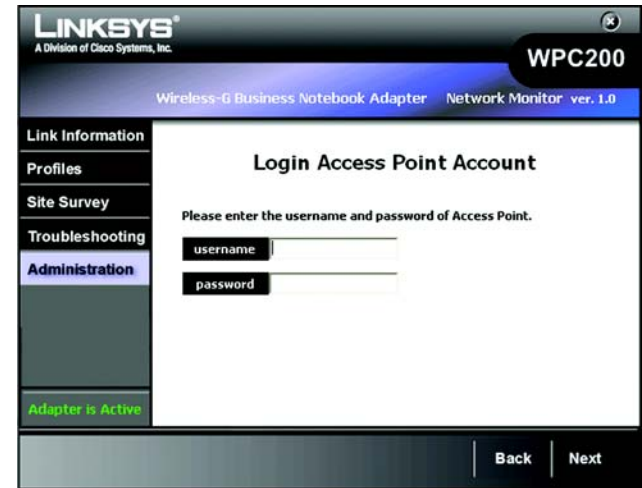 LINKSYS®
A Division of Cisco Systems, Inc.
WPC200
Wireless-G Business Notebook Adapter Network Monitor ver. 1.0
Link Information
Profiles
Site Survey
Troubleshooting
Administration
Adapter is Active
Login Access Point Account
Please enter the username and password of Access Point.
username
password
Back
Next